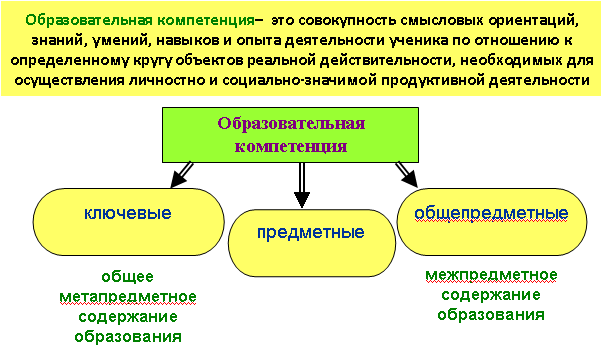 Образовательная компетенция– это совокупность смысловых ориентаций,
знаний, умений, навыков и опыта деятельности ученика по отношению к
определенному кругу объектов реальной действительности, необходимых для
осуществления личностно и социально-значимой продуктивной деятельности
Образовательная
компетенция
ключевые
предметные
общепредметные
общее
метапредметное
содержание
образования
межпредметное
содержание
образования